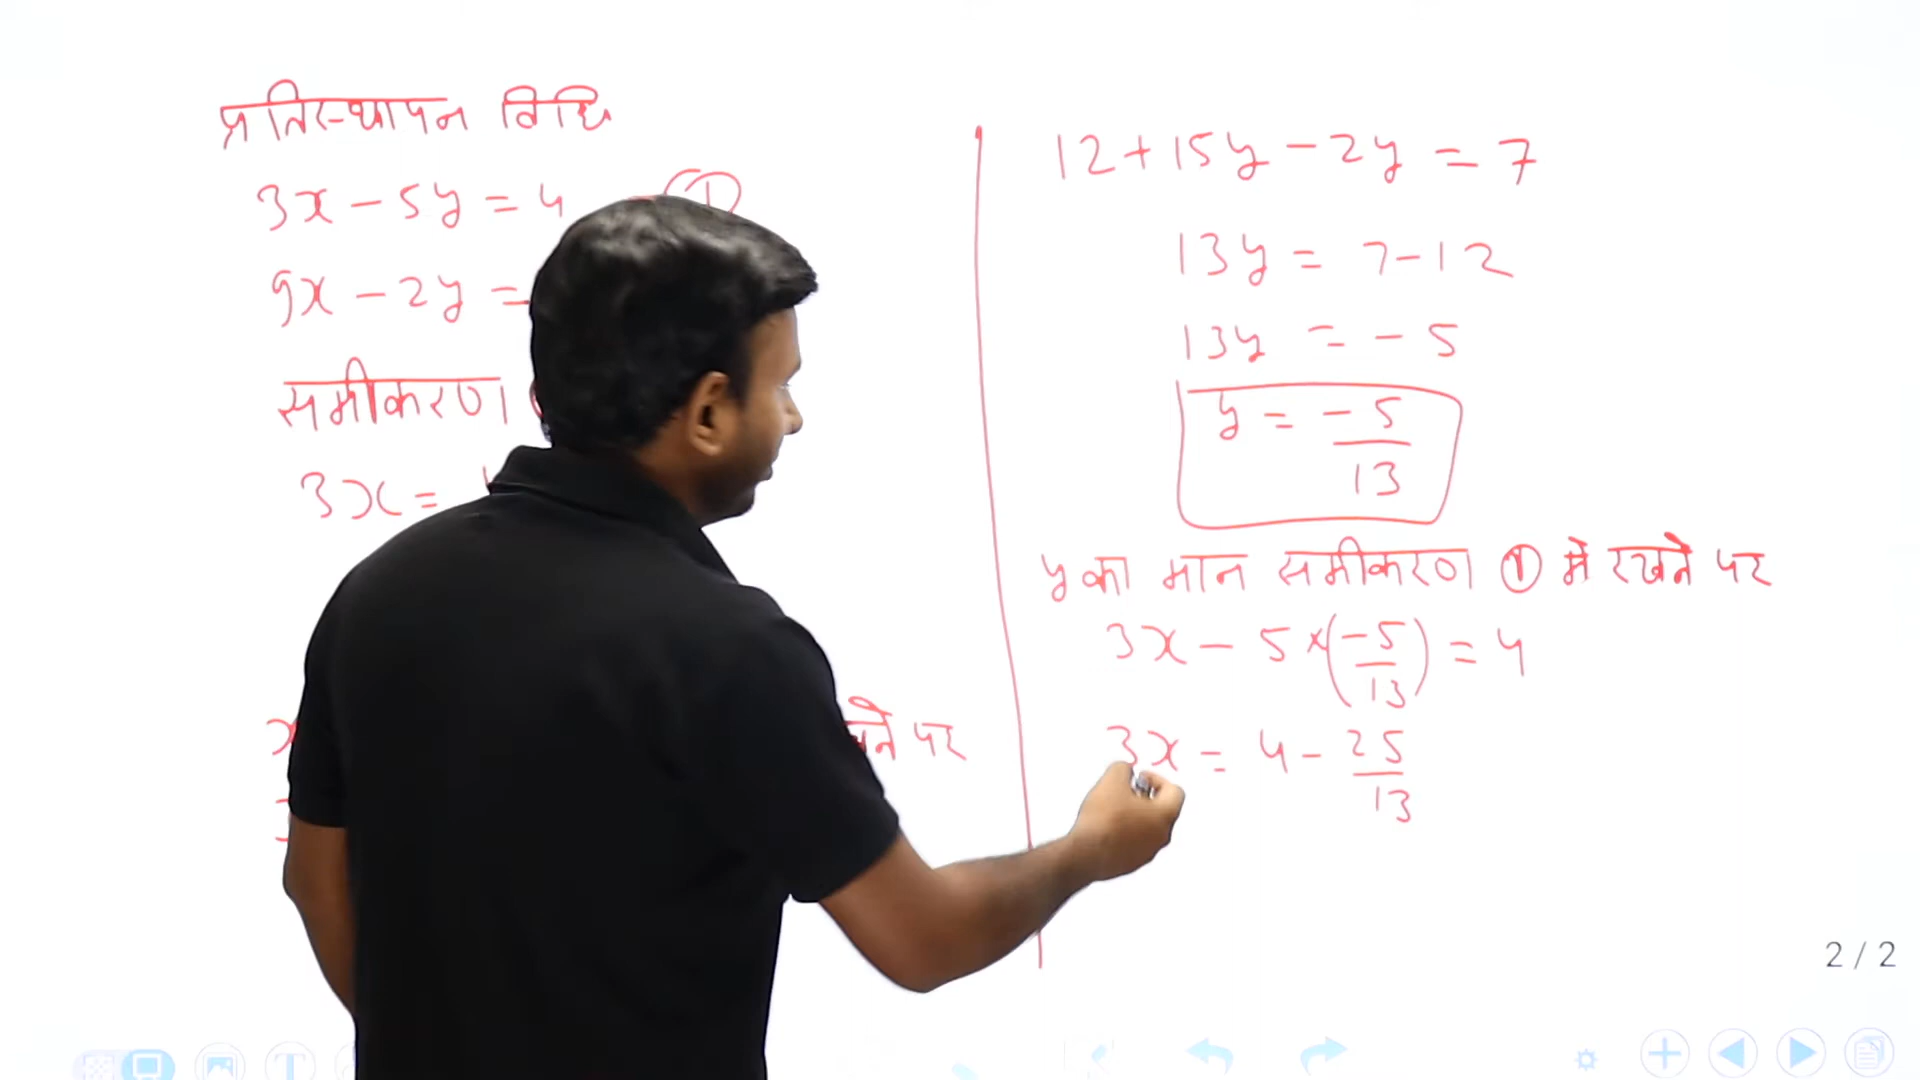 प्रतिस्थापन विधि
3x - 5y = 4 - ①
9x - 2y =
समीकरण
3x =
x
ने पर
12 + 15y - 2y = 7
13y = 7 - 12
13y = - 5
y = -5/13
y का मान समीकरण ① में रखने पर
3x - 5 × (-5/13) = 4
3x = 4 - 25/13
2 / 2